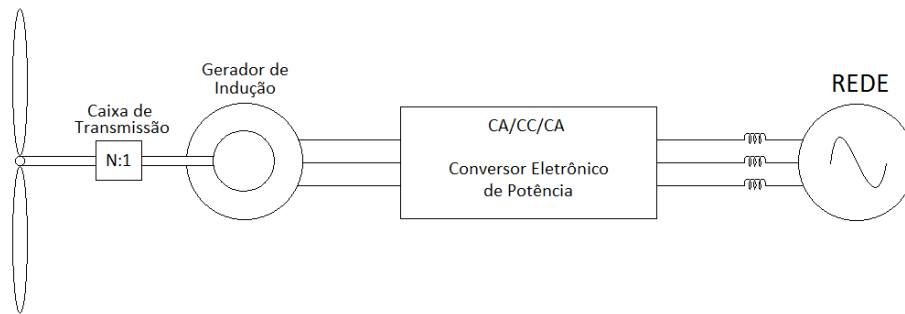 Gerador de
Indução
Caixa de
Transmissão
N:1
CA/CC/CA
Conversor Eletrônico
de Potência
REDE